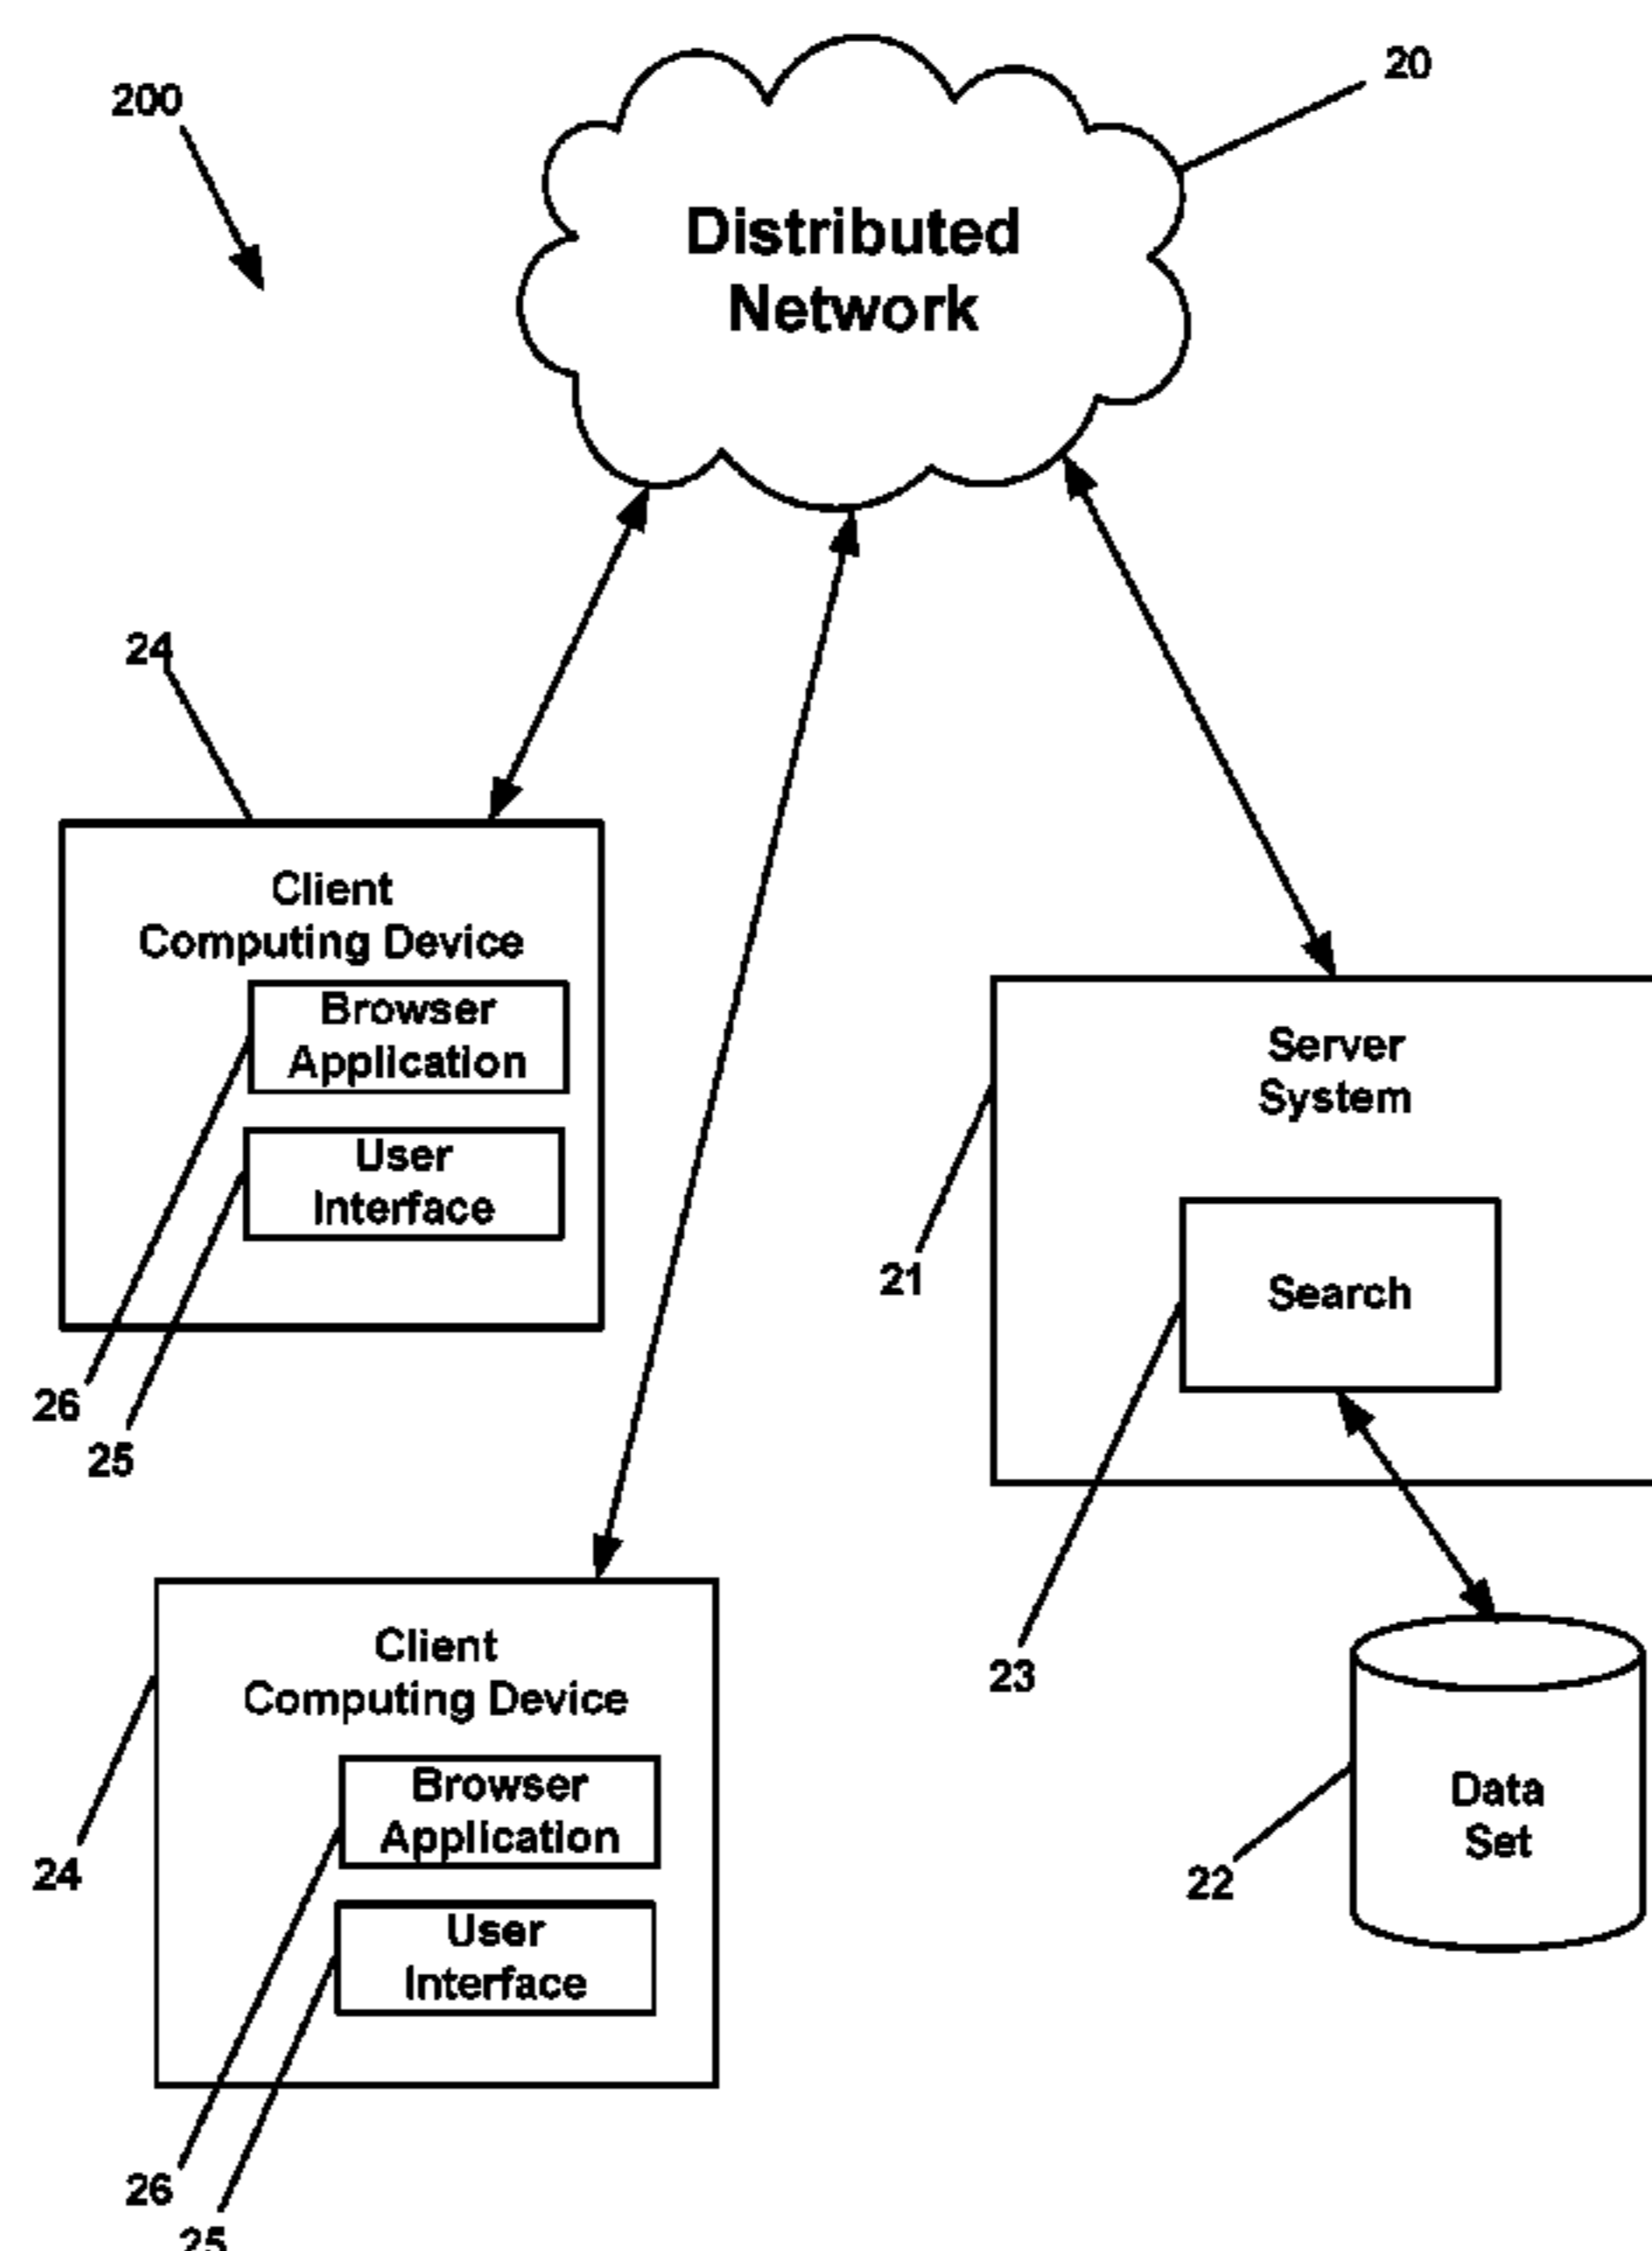 200
20
Distributed
Network
24
Client
Computing Device
Browser
Application
User
Interface
26
25
Server
System
Search
21
23
Client
Computing Device
Browser
Application
User
Interface
24
26
25
Data
Set
22